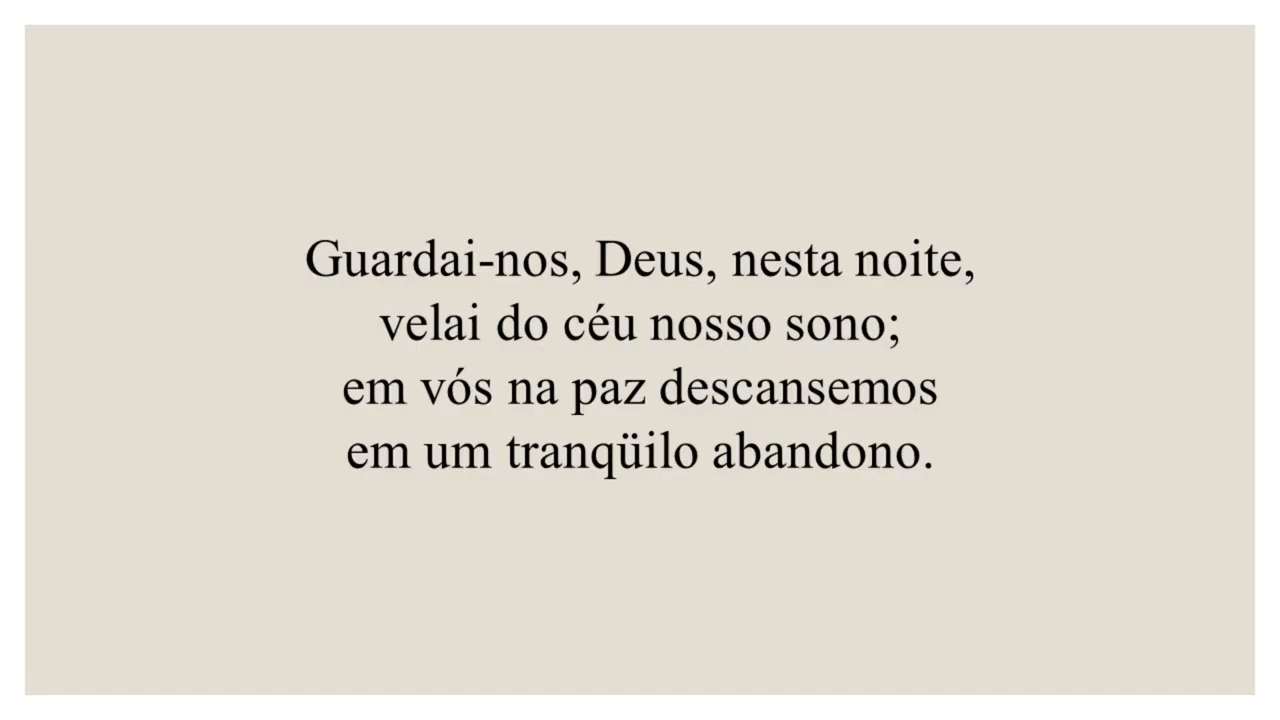 Guardai-nos, Deus, nesta noite,
velai do céu nosso sono;
em vós na paz descansemos
em um tranqüilo abandono.